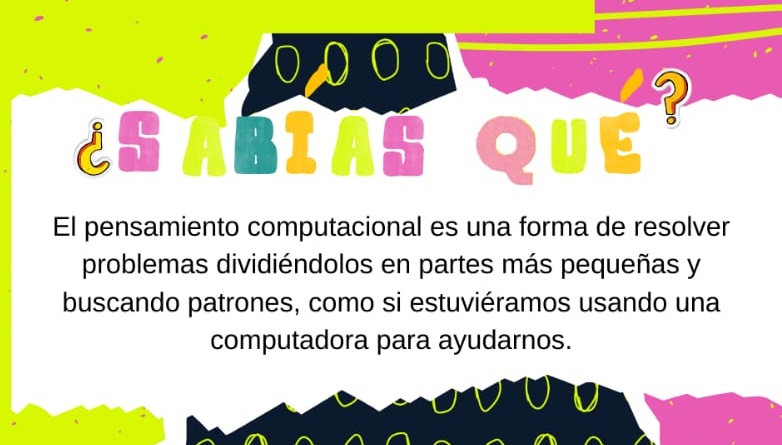 ¿SABÍAS QUÉ?
El pensamiento computacional es una forma de resolver
problemas dividiéndolos en partes más pequeñas y
buscando patrones, como si estuviéramos usando una
computadora para ayudarnos.